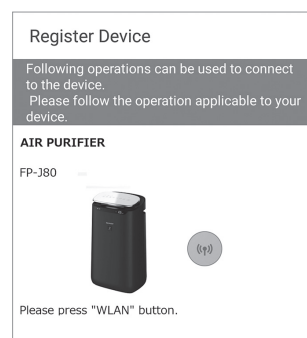 Register Device
Following operations can be used to connect
to the device.
Please follow the operation applicable to your
device.
AIR PURIFIER
FP-J80
Please press "WLAN" button.